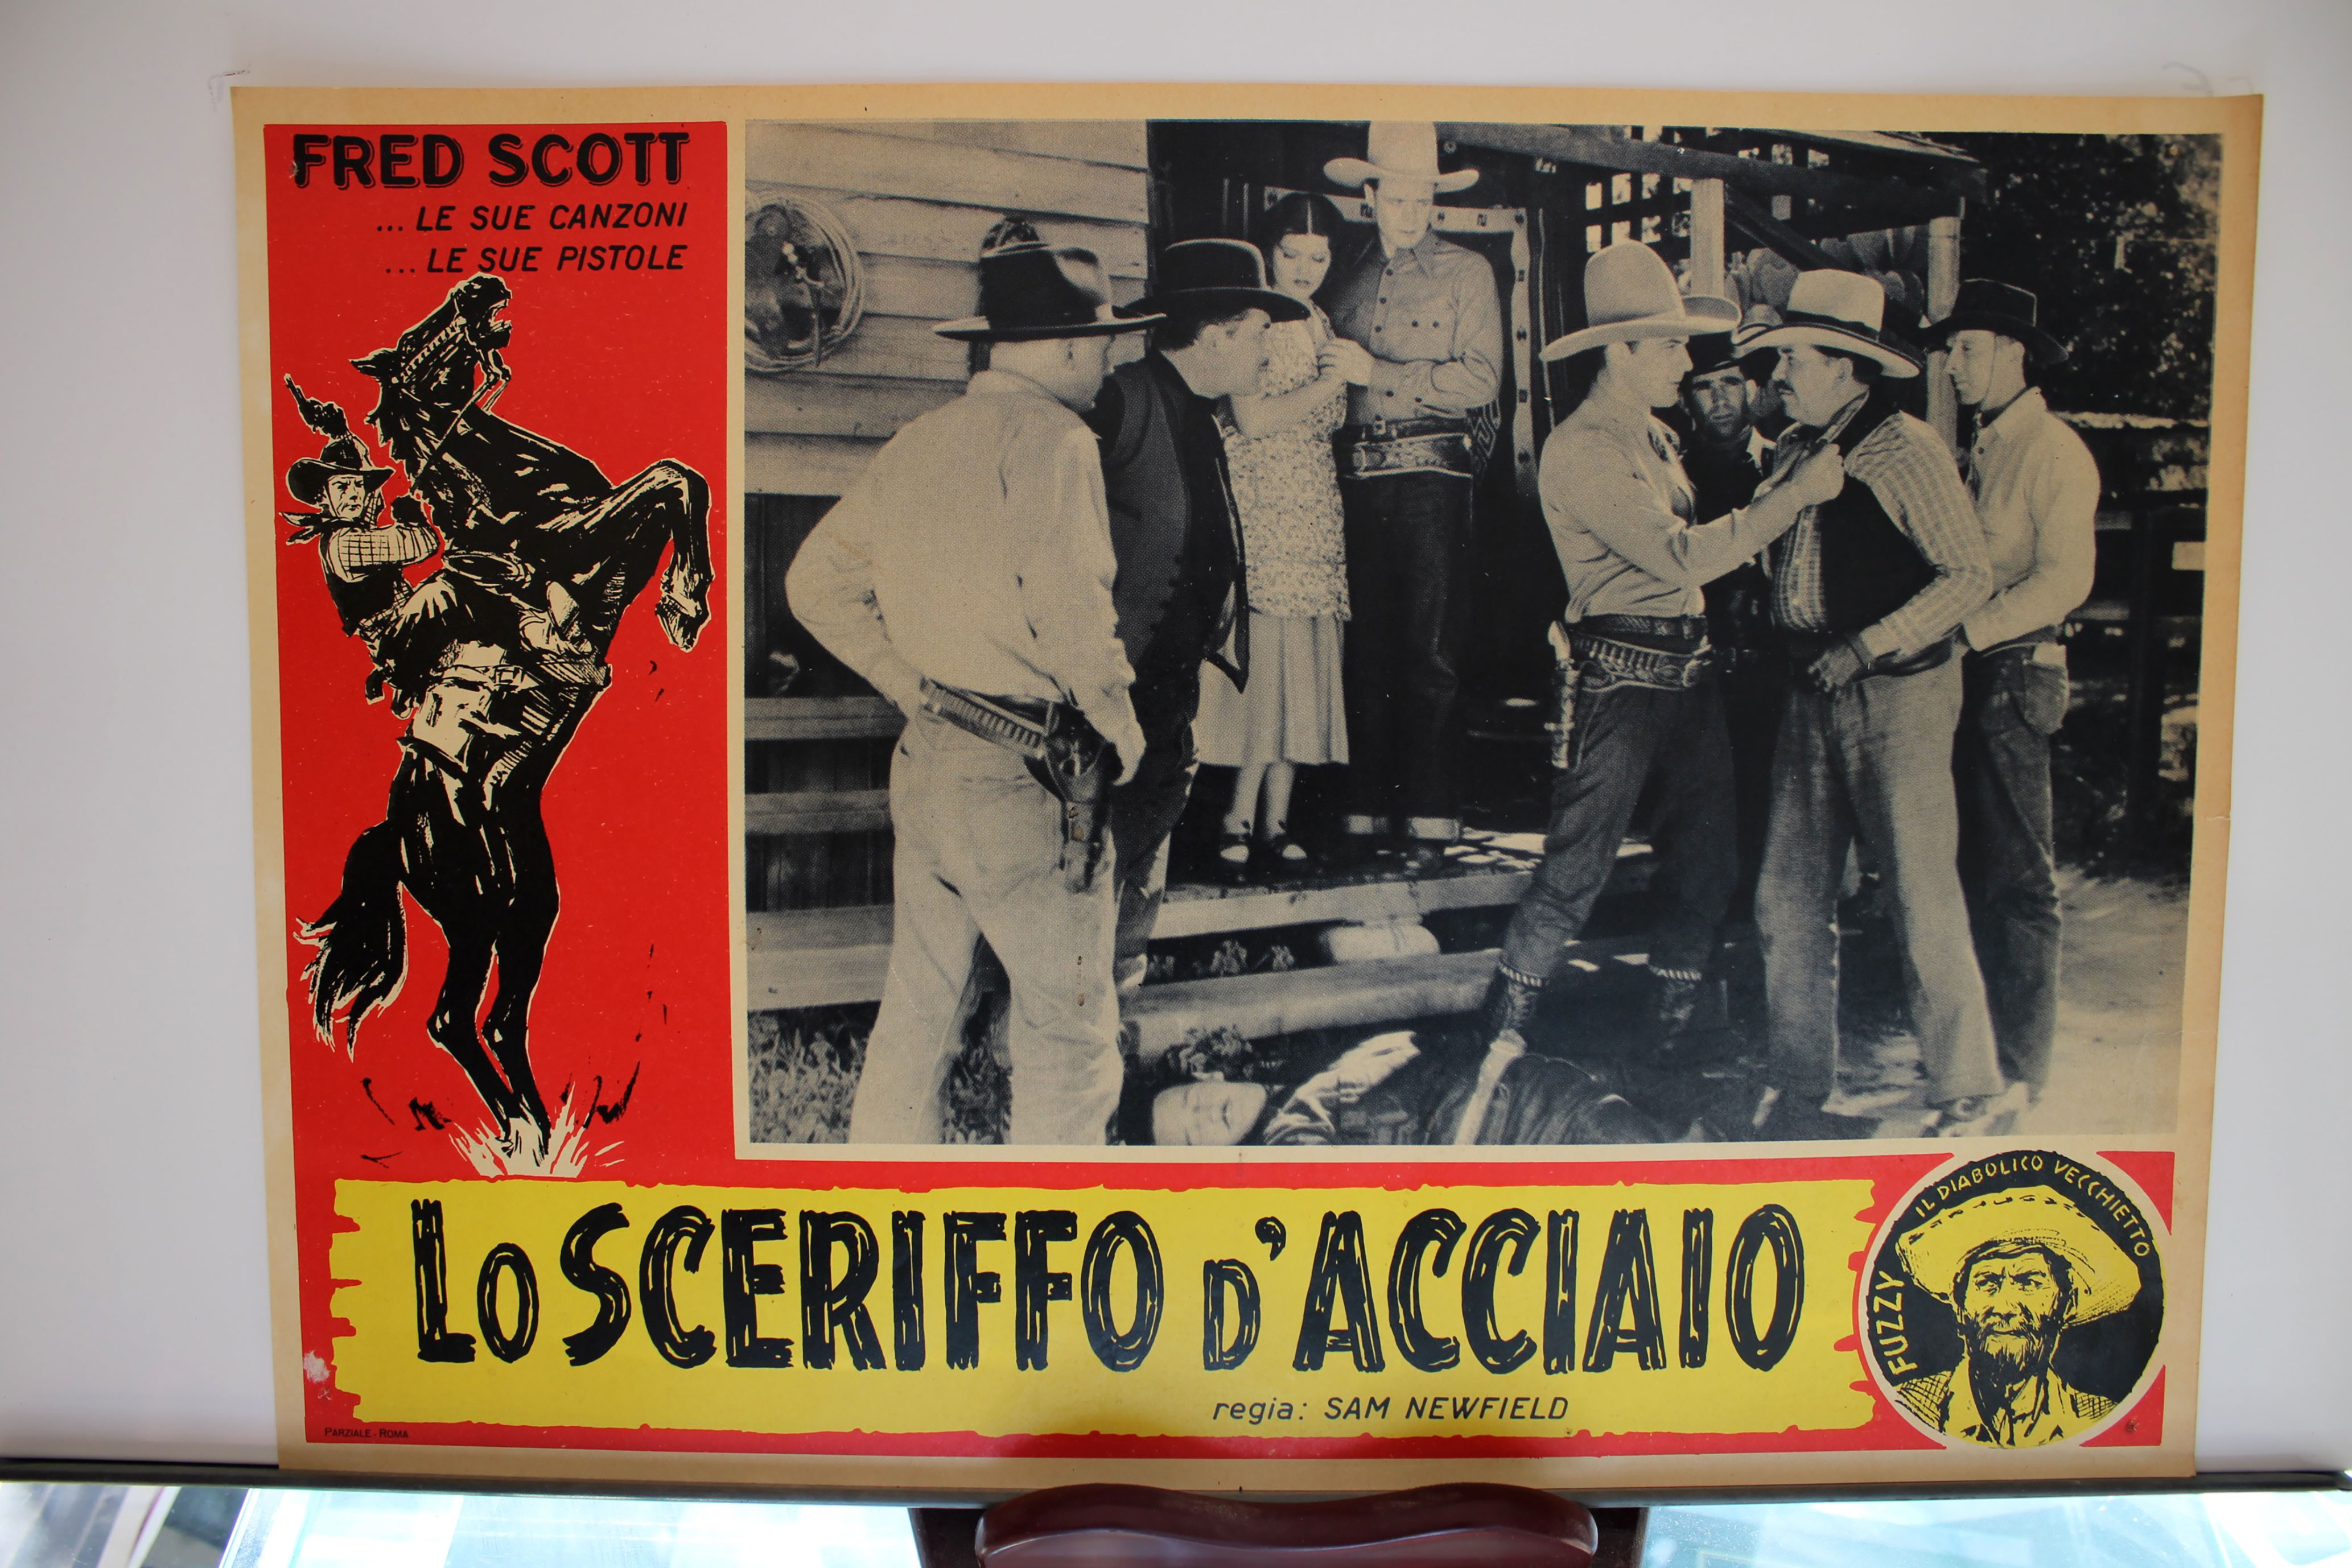 FRED SCOTT
... LE SUE CANZONI
... LE SUE PISTOLE
LO SCERIFFO D'ACCIAIO
regia: SAM NEWFIELD
FUZZY
IL DIABOLICO VECCHIETTO
PARZIALE - ROMA